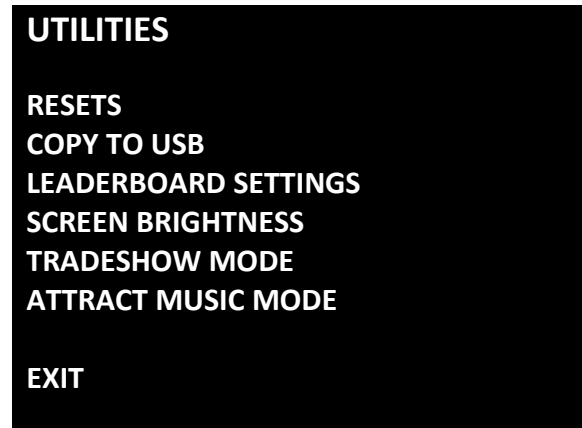 UTILITIES
RESETS
COPY TO USB
LEADERBOARD SETTINGS
SCREEN BRIGHTNESS
TRADESHOW MODE
ATTRACT MUSIC MODE
EXIT